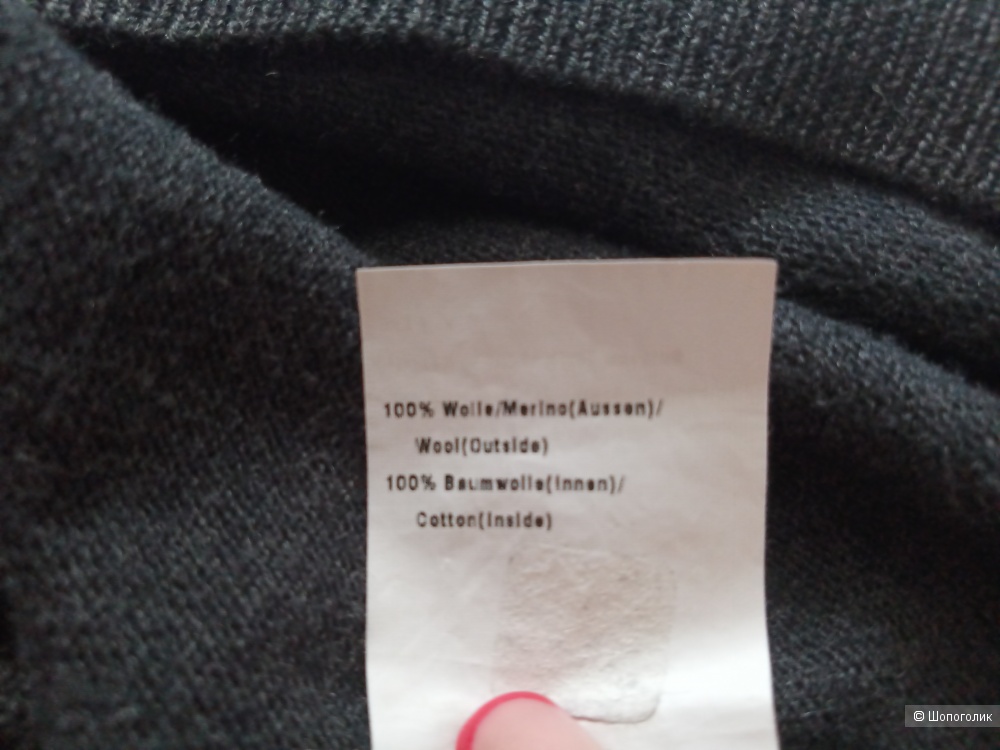 100% Wolle/Merino(Aussen)/
Wool(Outside)
100% Baumwolle(Innen)/
Cotton(Inside)
© Шопоголик